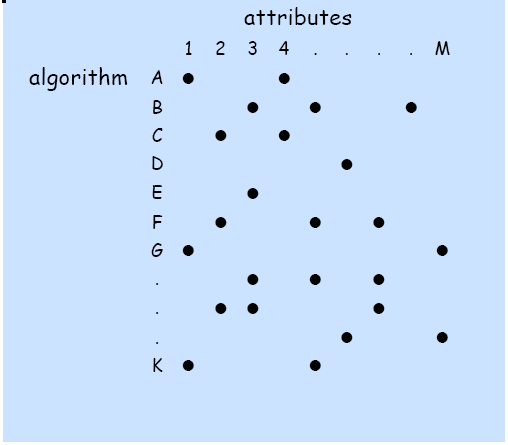 attributes
1 2 3 4 . . . . M
algorithm A
B
C
D
E
F
G
.
.
.
K